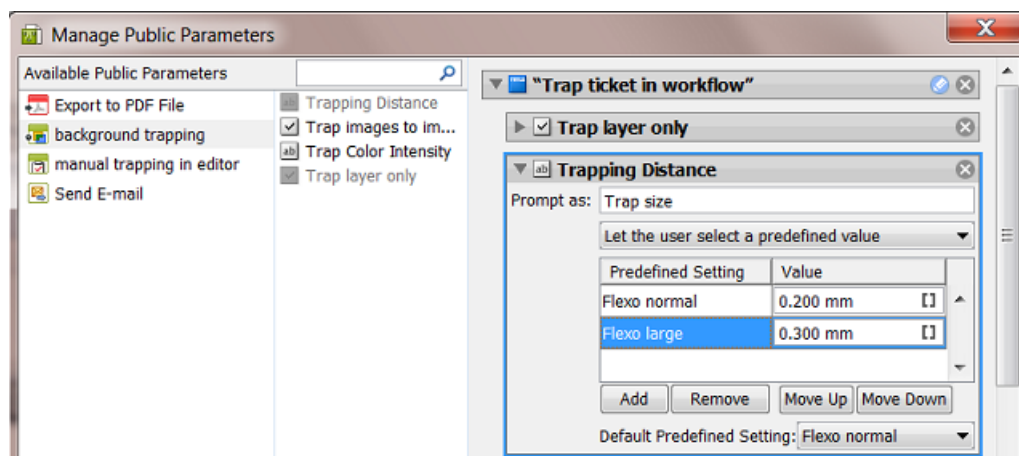 Manage Public Parameters
X
Available Public Parameters
Export to PDF File
background trapping
manual trapping in editor
Send E-mail
ab Trapping Distance
Trap images to im...
ab Trap Color Intensity
Trap layer only
"Trap ticket in workflow"
Trap layer only
ab Trapping Distance
Prompt as: Trap size
Let the user select a predefined value
Predefined Setting Value
Flexo normal 0.200 mm []
Flexo large 0.300 mm []
Add Remove Move Up Move Down
Default Predefined Setting: Flexo normal